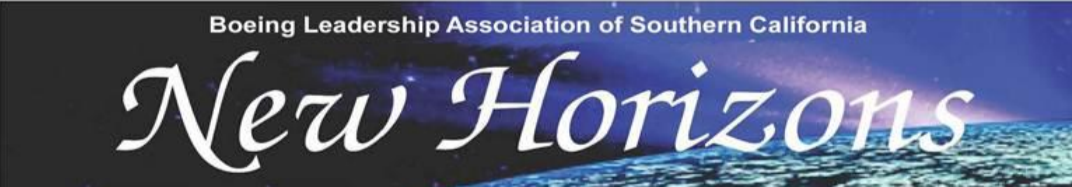 Boeing Leadership Association of Southern California
New Horizons